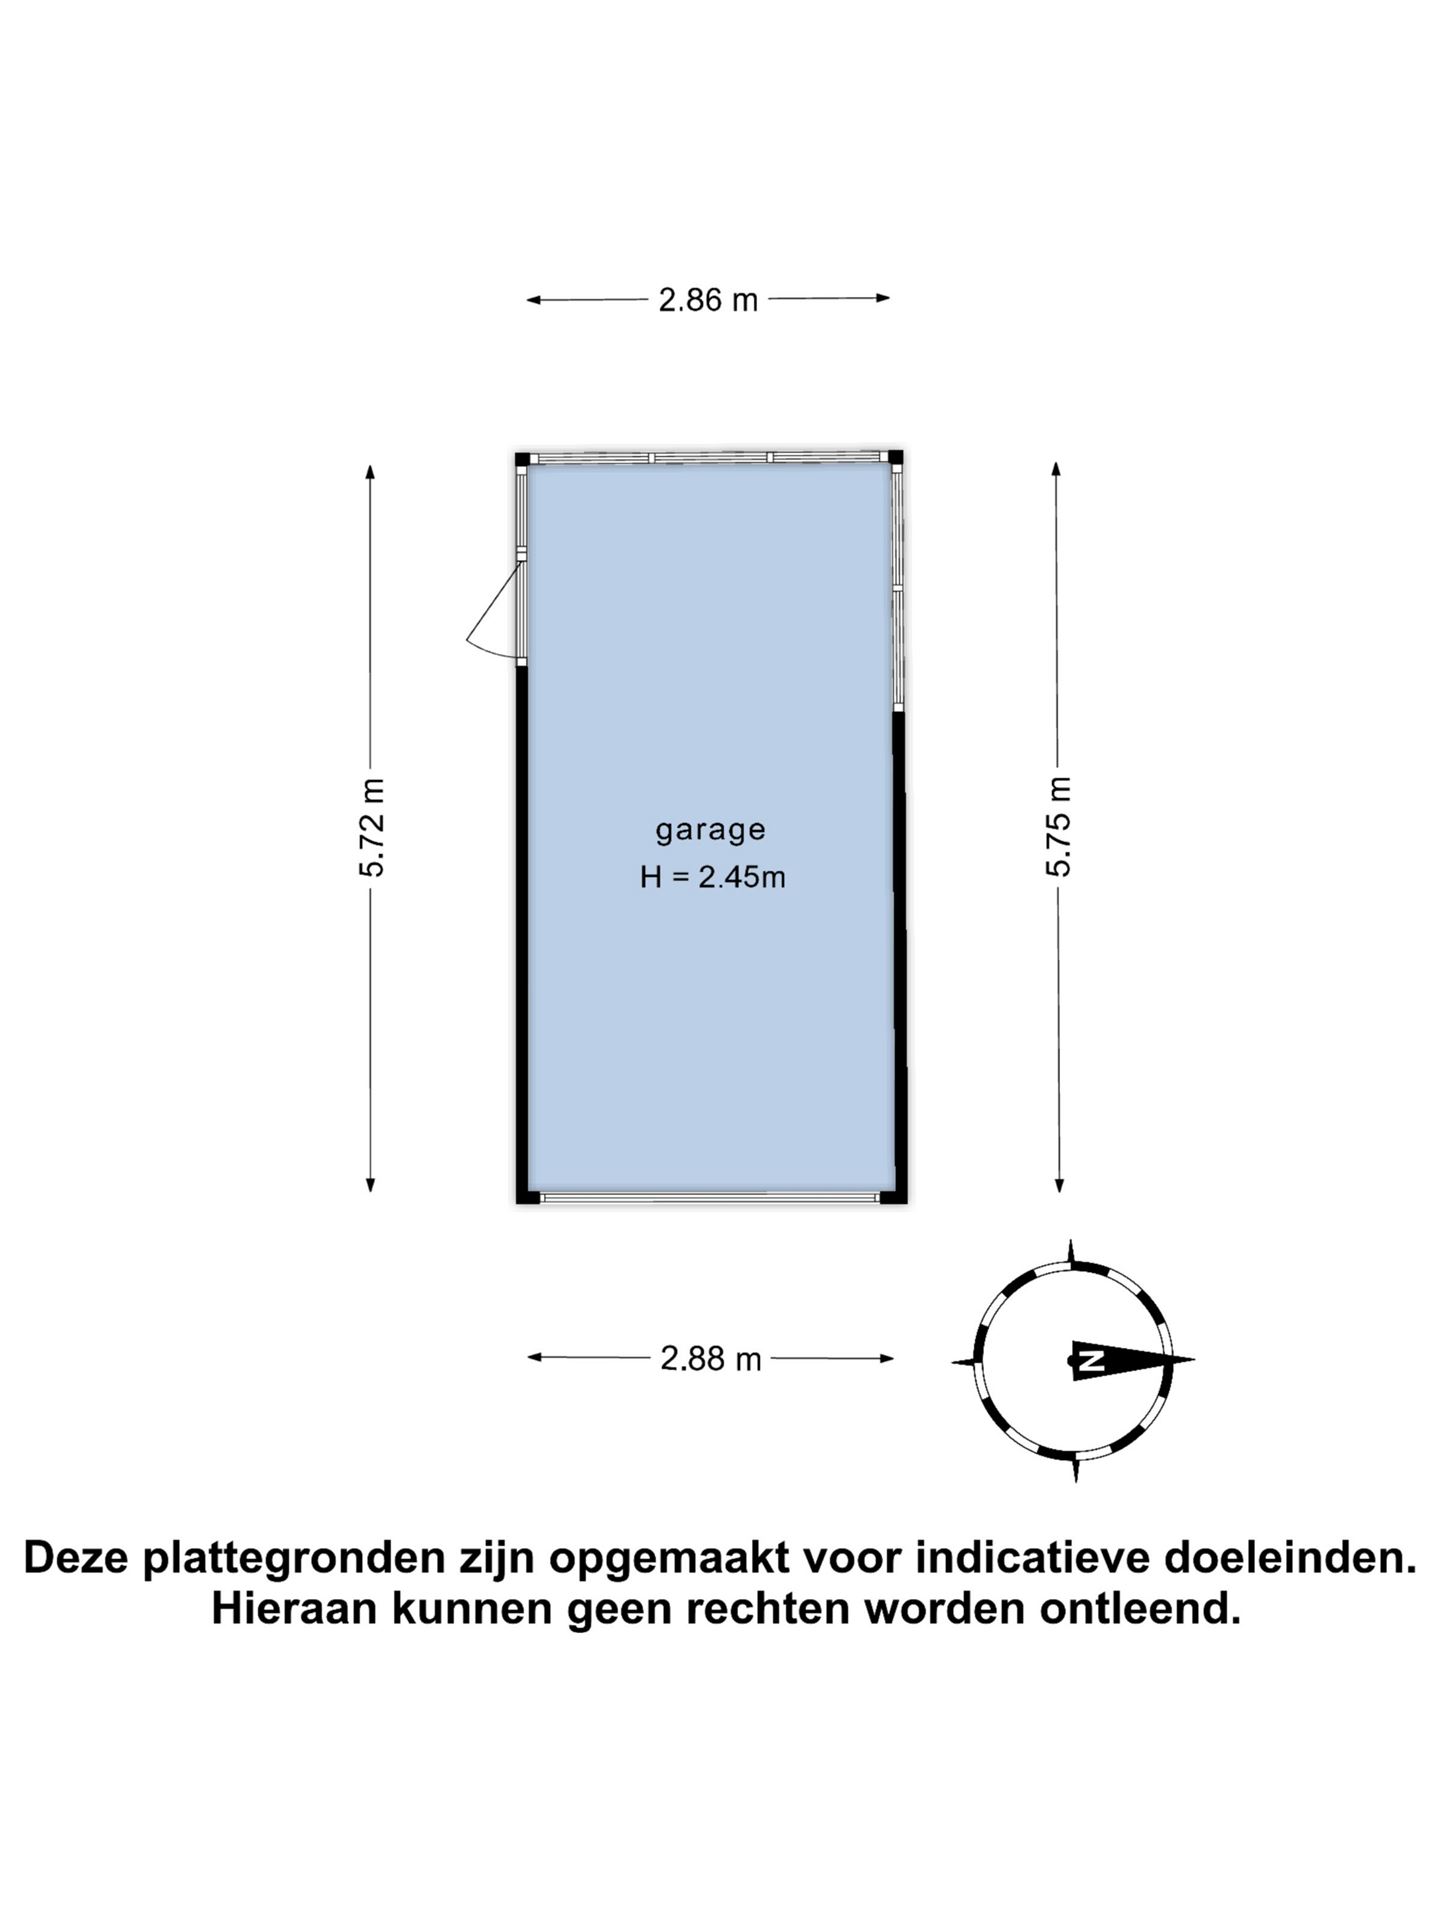 2.86 m
5.72 m
5.75 m
garage
H = 2.45m
2.88 m
N
Deze plattegronden zijn opgemaakt voor indicatieve doeleinden.
Hieraan kunnen geen rechten worden ontleend.